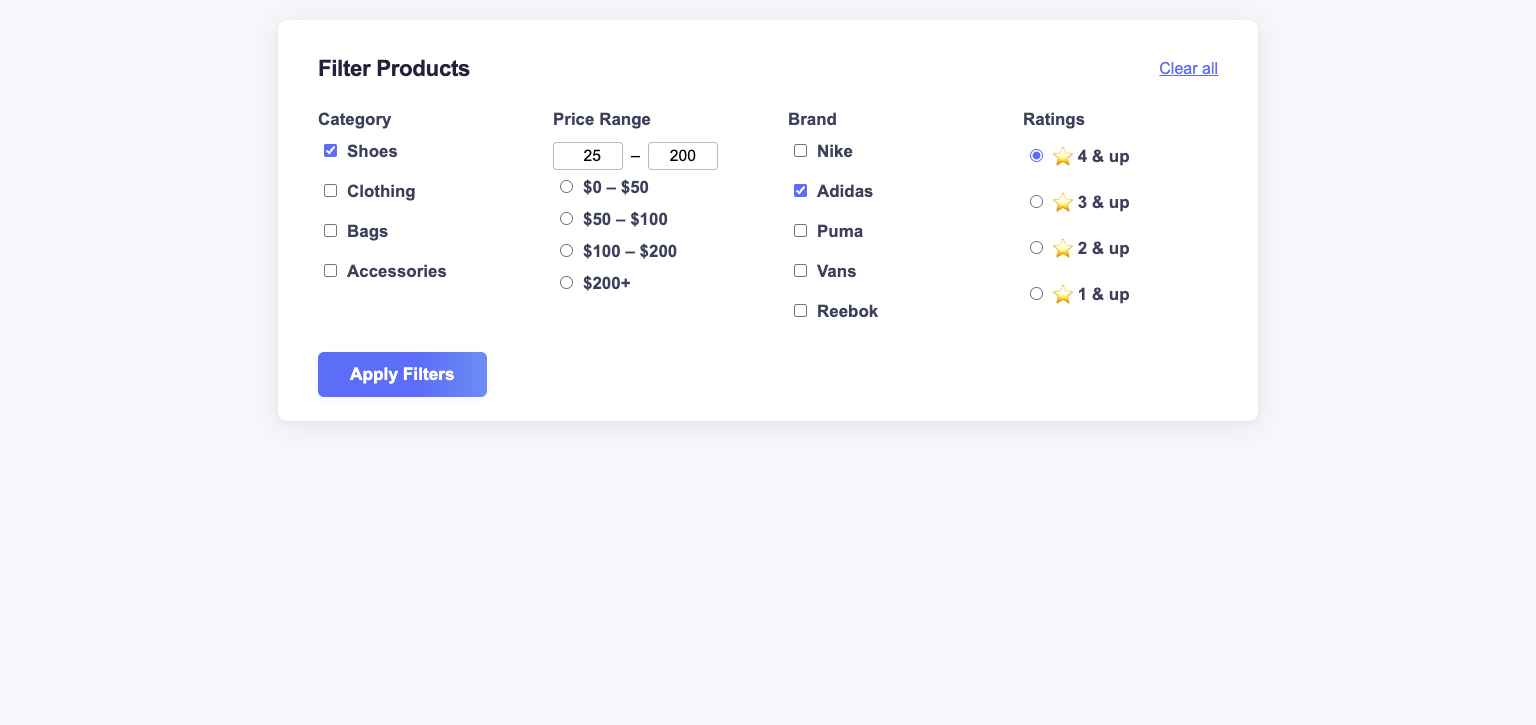 Filter Products
Clear all
Category
Shoes
Clothing
Bags
Accessories
Price Range
25 – 200
$0 – $50
$50 – $100
$100 – $200
$200+
Brand
Nike
Adidas
Puma
Vans
Reebok
Ratings
⭐ 4 & up
⭐ 3 & up
⭐ 2 & up
⭐ 1 & up
Apply Filters